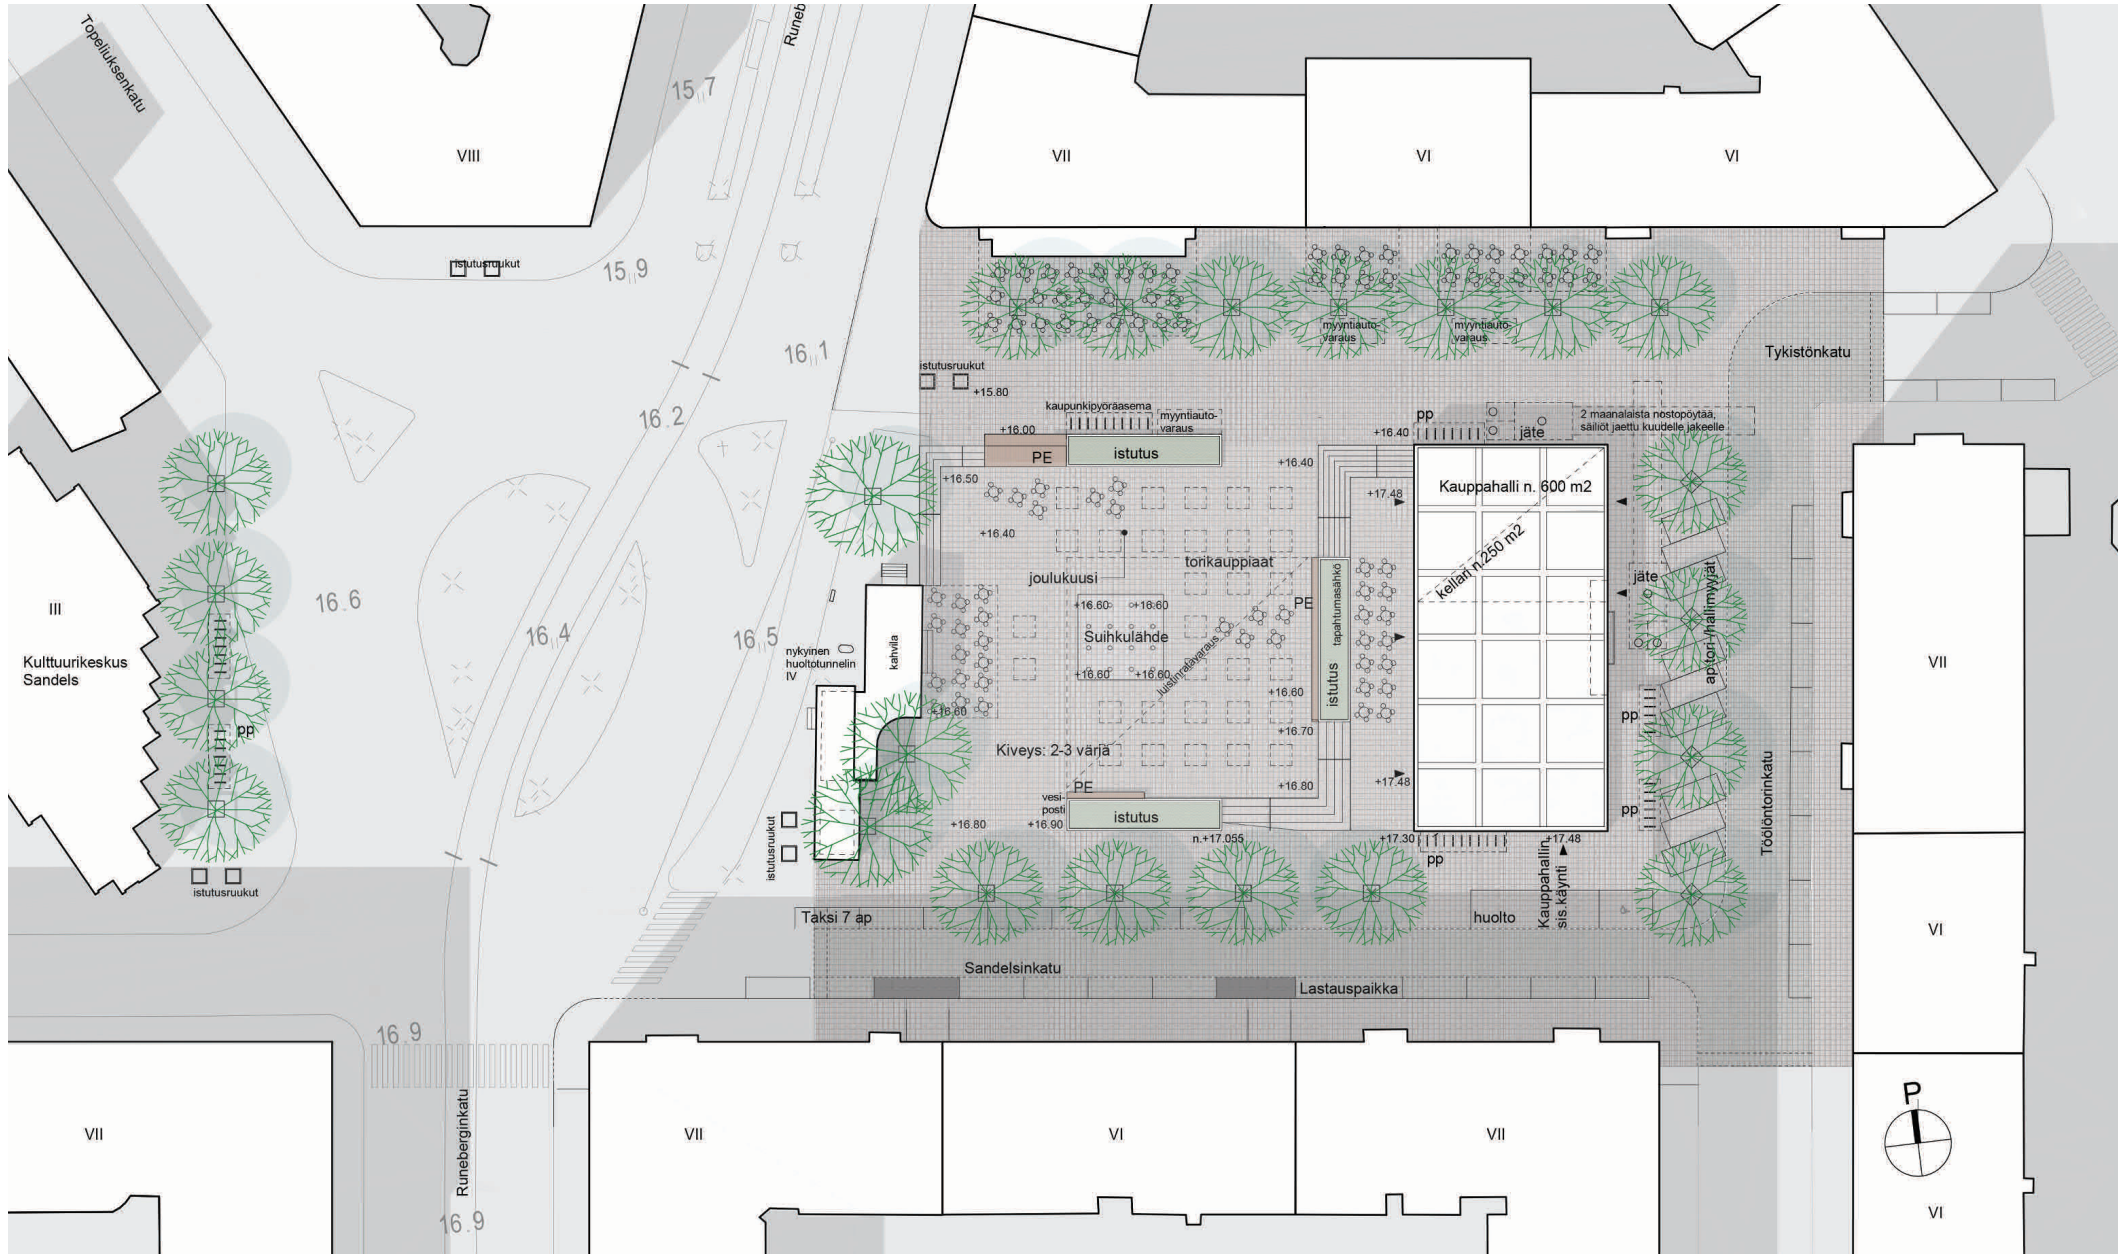 Topeliuksenkatu
Runeb
15,,7
VIII
VII
VI
VI
istutusruukut
15,,9
16,,1
16.2
myyntiauto-
varaus
myyntiauto-
varaus
Tykistönkatu
istutusruukut
+15.80
kaupunkipyöräasema
myyntiauto-
varaus
+16.00
PE
istutus
+16.50
+16.40
+16.40
+16.40
pp
jäte
2 maanalaista nostopöytää,
säiliöt jaettu kuudelle jakeelle
+17.48
Kauppahalli n. 600 m2
kellari n.250 m2
joulukuusi
torikauppiaat
PE
tapahtumasähkö
istutus
jäte
apitori-/hallimyyjät
16.6
16.4
16,,5
III
Kulttuurikeskus
Sandels
pp
nykyinen
huoltotunnelin
IV
kahvila
+16.60
+16.60
Suihkulähde
+16.60
+16.60
luistinratavaraus
+16.60
+16.60
+16.70
Kiveys: 2-3 väriä
PE
+16.80
+17.48
vesi-
posti
istutus
+16.80
+16.90
n.+17.055
+17.30
pp
+17.48
Kauppahallin
sis.käynti
pp
pp
Töölöntorinkatu
VII
istutusruukut
istutusruukut
Taksi 7 ap
huolto
Sandelsinkatu
Lastauspaikka
VI
16.9
Runeberginkatu
VII
VII
VI
VII
P
VI
16.9